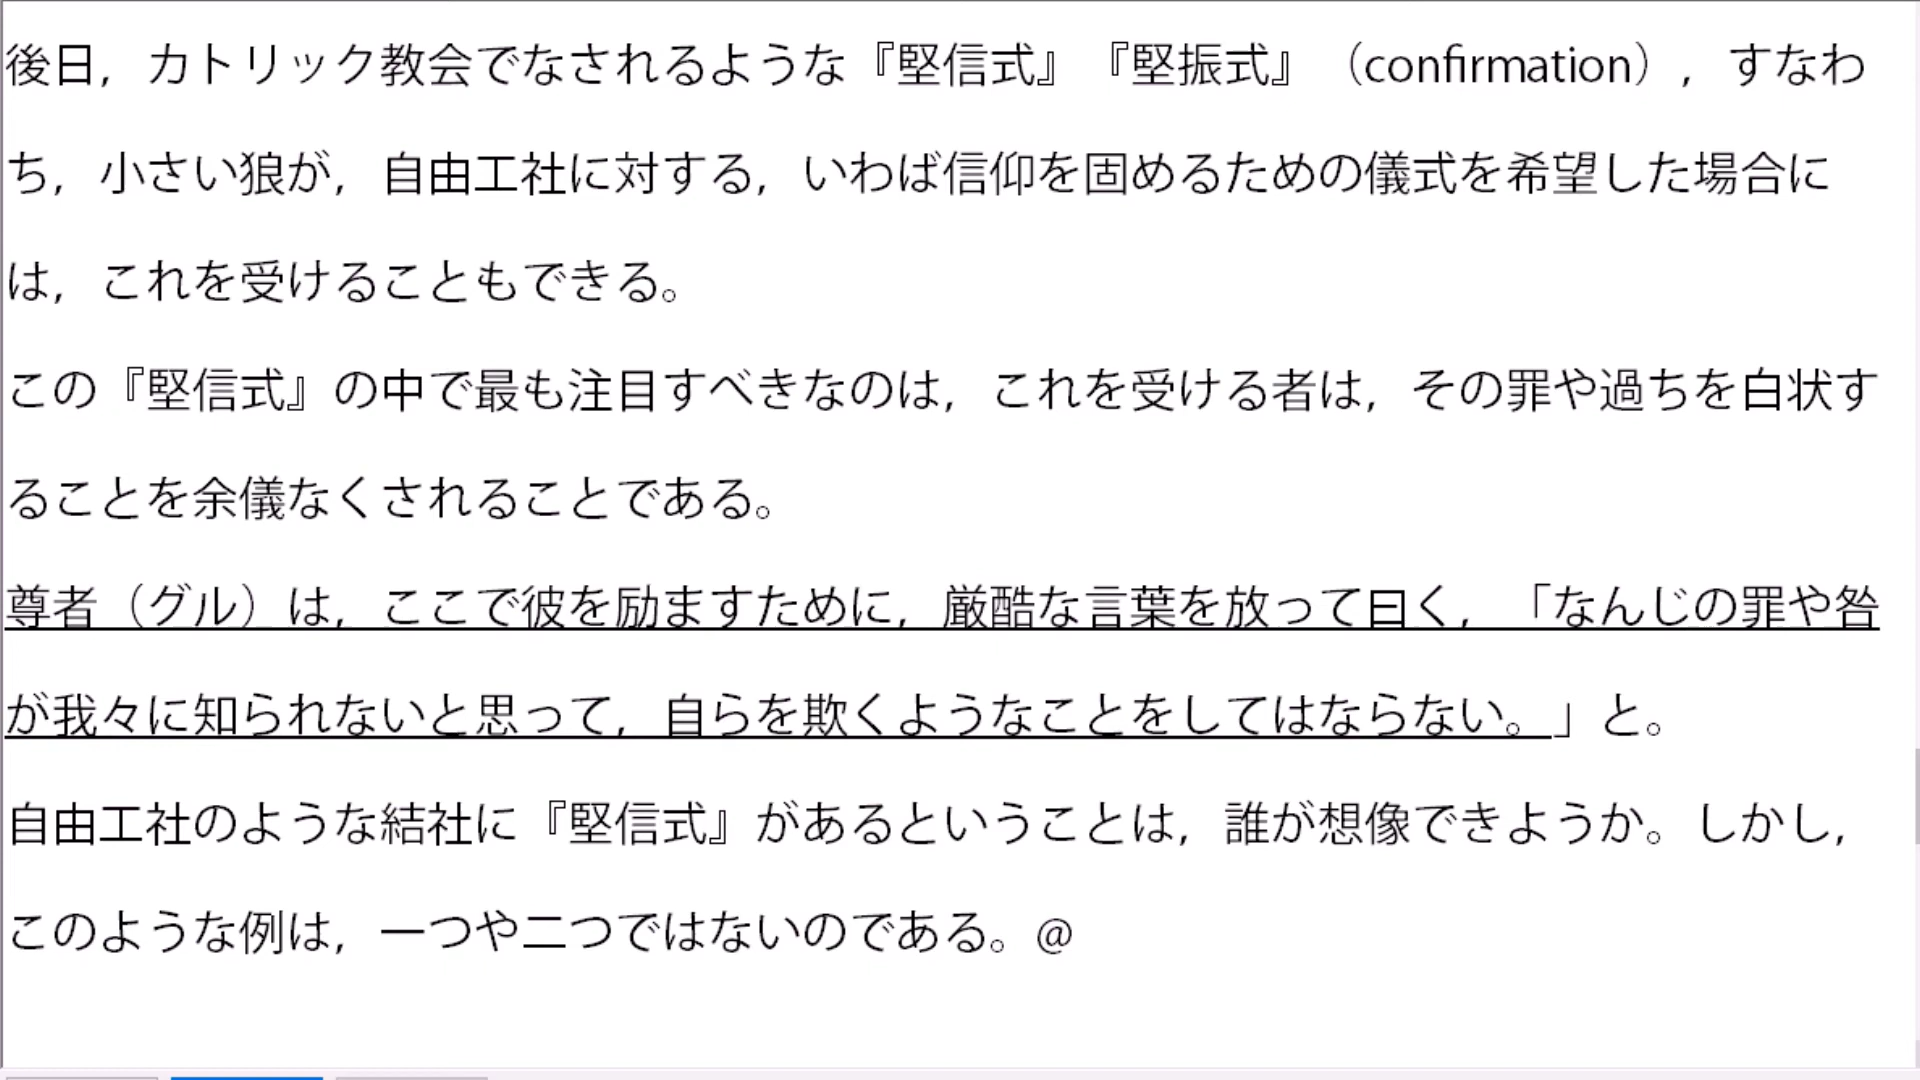 後日，カトリック教会でなされるような『堅信式』『堅振式』（confirmation），すなわ
ち，小さい狼が，自由工社に対する，いわば信仰を固めるための儀式を希望した場合に
は，これを受けることもできる。
この『堅信式』の中で最も注目すべきなのは，これを受ける者は，その罪や過ちを白状す
ることを余儀なくされることである。
尊者（グル）は，ここで彼を励ますために，厳酷な言葉を放って曰く，「なんじの罪や咎
が我々に知られないと思って，自らを欺くようなことをしてはならない。」と。
自由工社のような結社に『堅信式』があるということは，誰が想像できようか。しかし，
このような例は，一つや二つではないのである。@